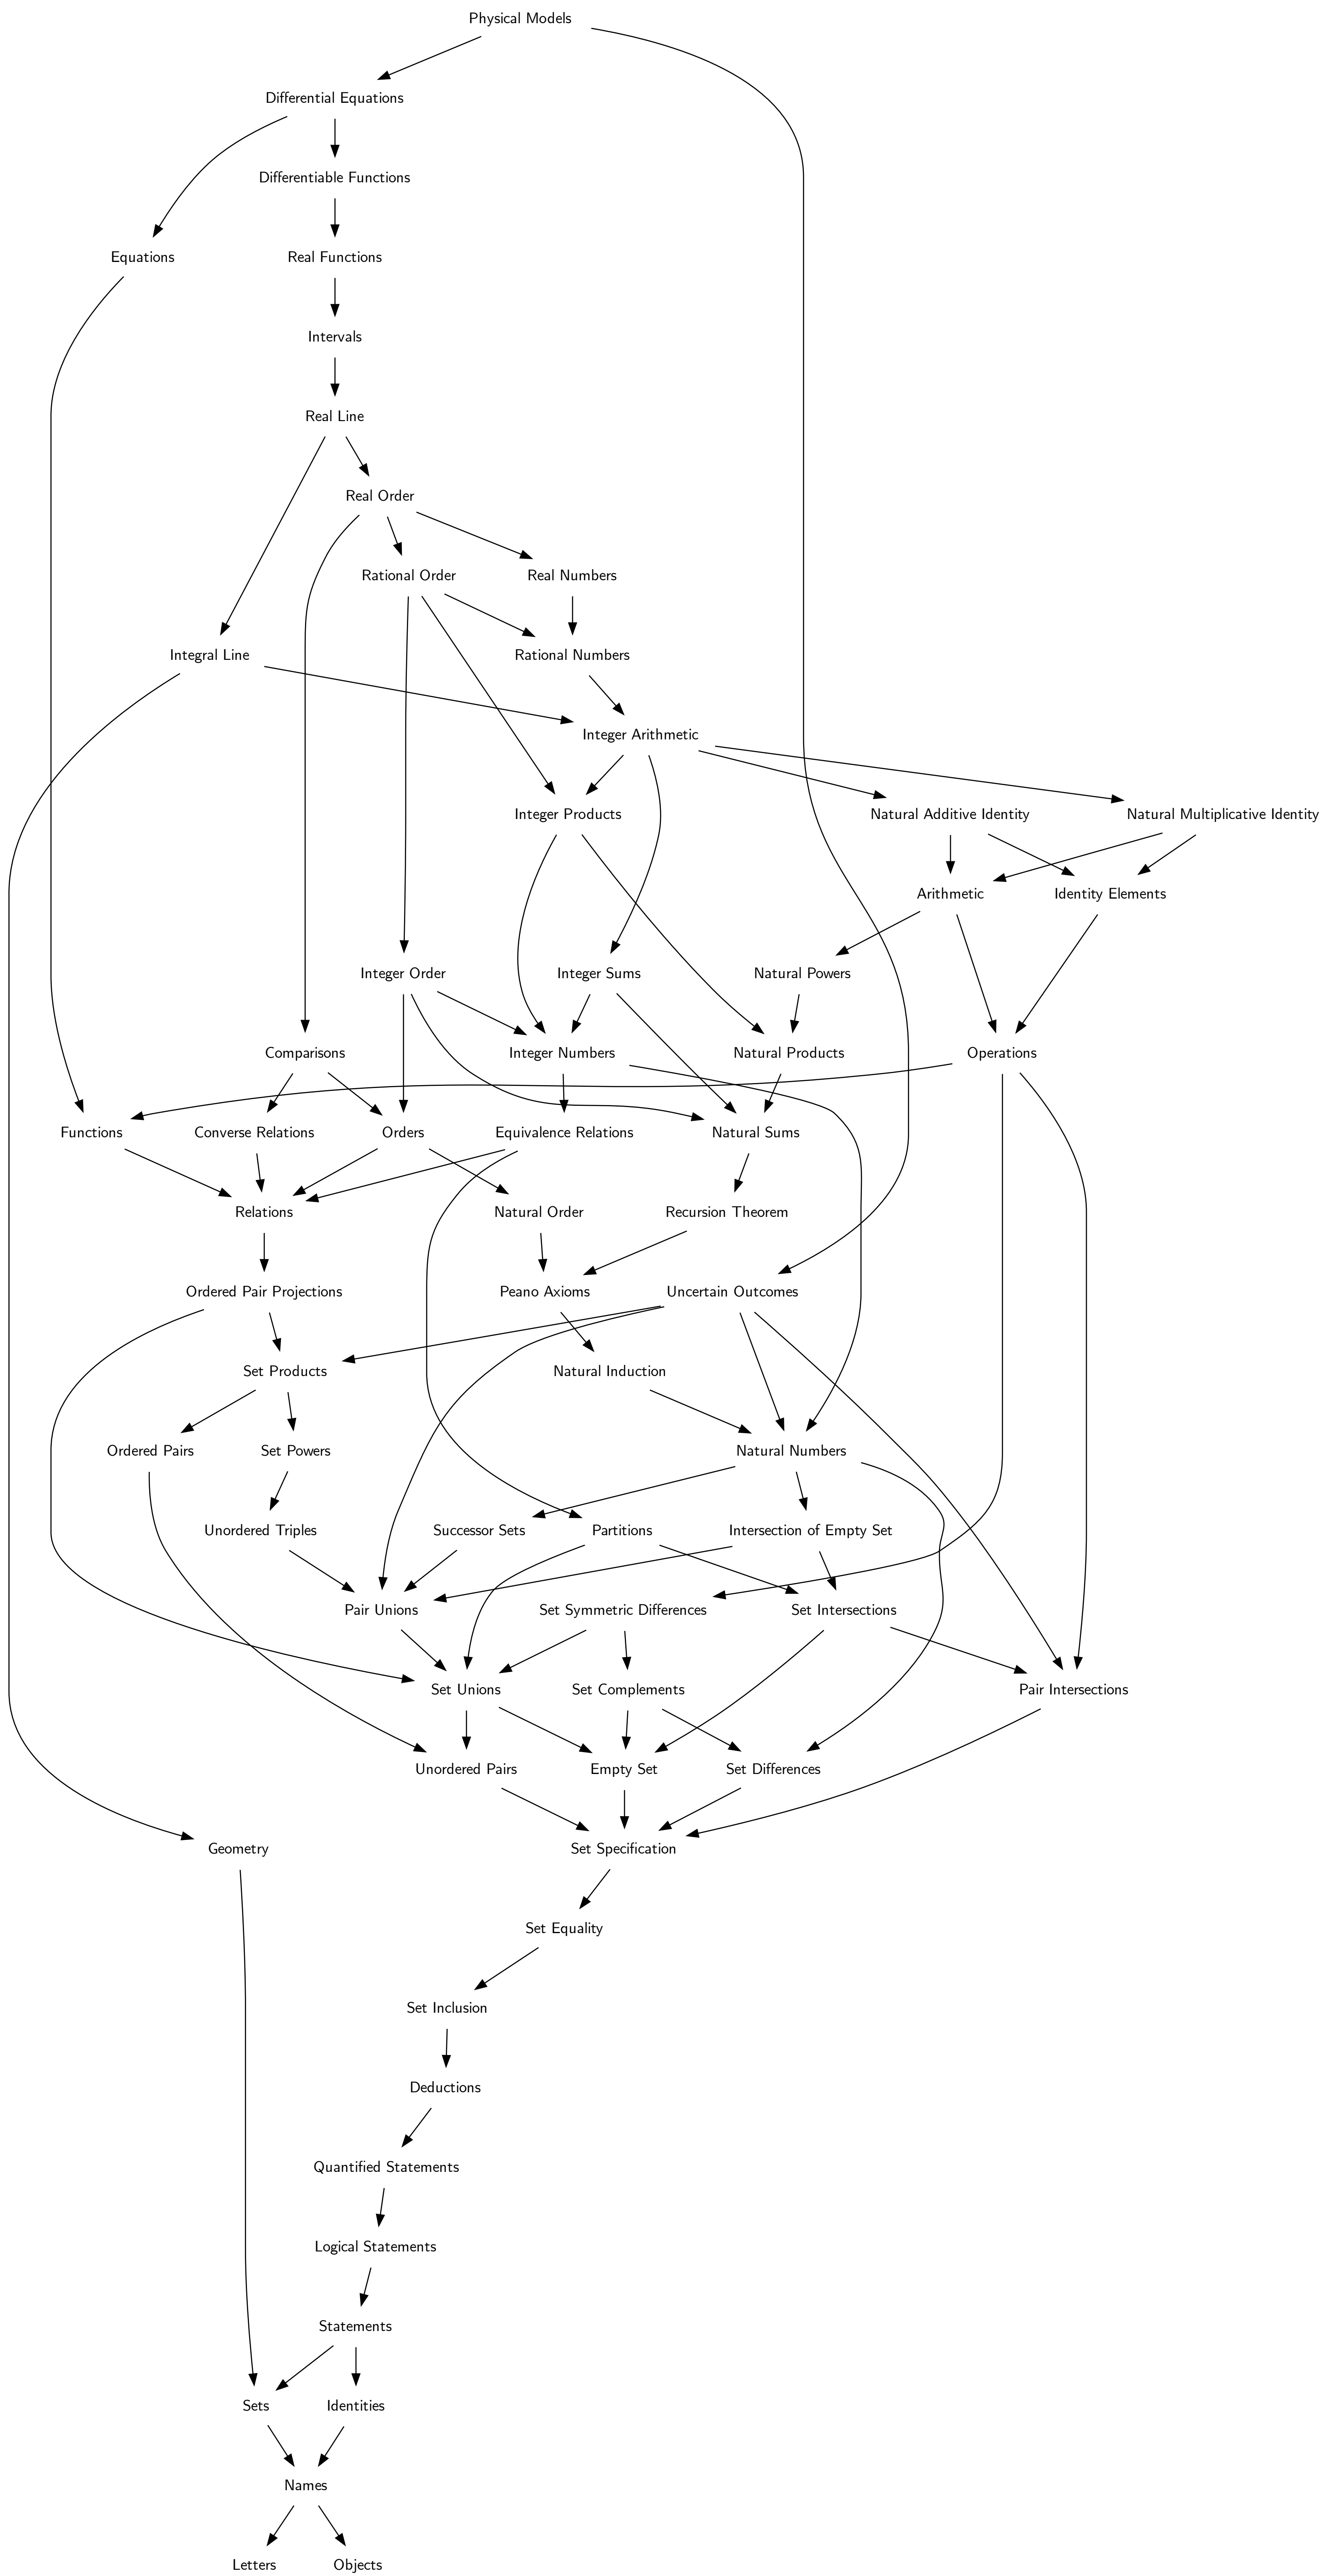 Physical Models
Differential Equations
Differentiable Functions
Equations
Real Functions
Intervals
Real Line
Real Order
Rational Order
Real Numbers
Integral Line
Rational Numbers
Integer Arithmetic
Integer Products
Natural Additive Identity
Natural Multiplicative Identity
Arithmetic
Identity Elements
Integer Order
Integer Sums
Natural Powers
Comparisons
Integer Numbers
Natural Products
Operations
Functions
Converse Relations
Orders
Equivalence Relations
Natural Sums
Relations
Natural Order
Recursion Theorem
Ordered Pair Projections
Peano Axioms
Uncertain Outcomes
Set Products
Natural Induction
Ordered Pairs
Set Powers
Natural Numbers
Unordered Triples
Successor Sets
Partitions
Intersection of Empty Set
Pair Unions
Set Symmetric Differences
Set Intersections
Set Unions
Set Complements
Pair Intersections
Unordered Pairs
Empty Set
Set Differences
Geometry
Set Specification
Set Equality
Set Inclusion
Deductions
Quantified Statements
Logical Statements
Statements
Sets
Identities
Names
Letters
Objects